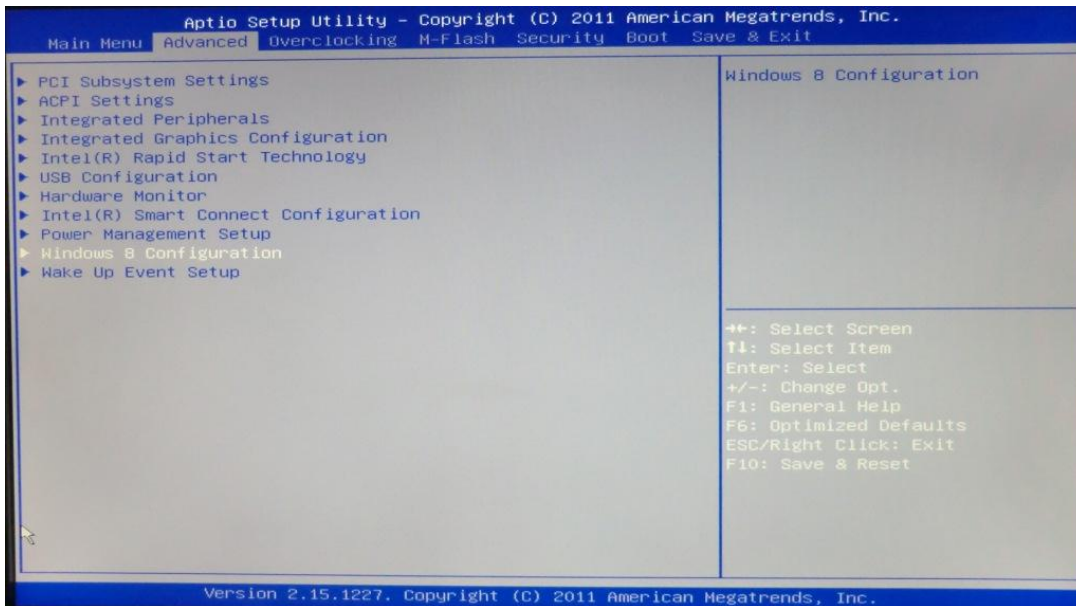 Aptio Setup Utility – Copyright (C) 2011 American Megatrends, Inc.
Main Menu Advanced Overclocking M-Flash Security Boot Save & Exit
► PCI Subsystem Settings
► ACPI Settings
► Integrated Peripherals
► Integrated Graphics Configuration
► Intel(R) Rapid Start Technology
► USB Configuration
► Hardware Monitor
► Intel(R) Smart Connect Configuration
► Power Management Setup
► Windows 8 Configuration
► Wake Up Event Setup
Windows 8 Configuration
→←: Select Screen
↑↓: Select Item
Enter: Select
+/-: Change Opt.
F1: General Help
F6: Optimized Defaults
ESC/Right Click: Exit
F10: Save & Reset
Version 2.15.1227. Copyright (C) 2011 American Megatrends, Inc.